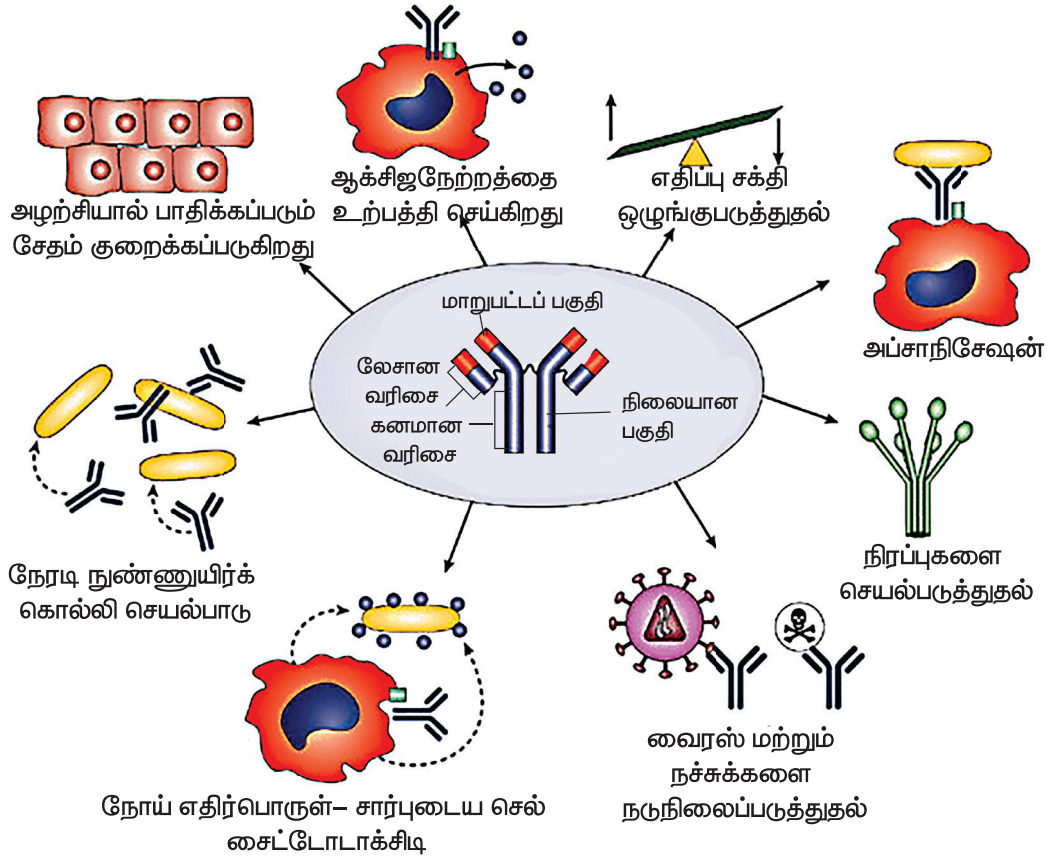 ஆக்சிஜநேற்றத்தை
உற்பத்தி செய்கிறது
எதிப்பு சக்தி
ஒழுங்குபடுத்துதல்
அழற்சியால் பாதிக்கப்படும்
சேதம் குறைக்கப்படுகிறது
அப்சாநிசேஷன்
மாறுபட்டப் பகுதி
லேசான
வரிசை
கனமான
வரிசை
நிலையான
பகுதி
நிரப்புகளை
செயல்படுத்துதல்
நேரடி நுண்ணுயிர்க்
கொல்லி செயல்பாடு
வைரஸ் மற்றும்
நச்சுக்களை
நடுநிலைப்படுத்துதல்
நோய் எதிர்பொருள்– சார்புடைய செல்
சைட்டோடாக்சிடி